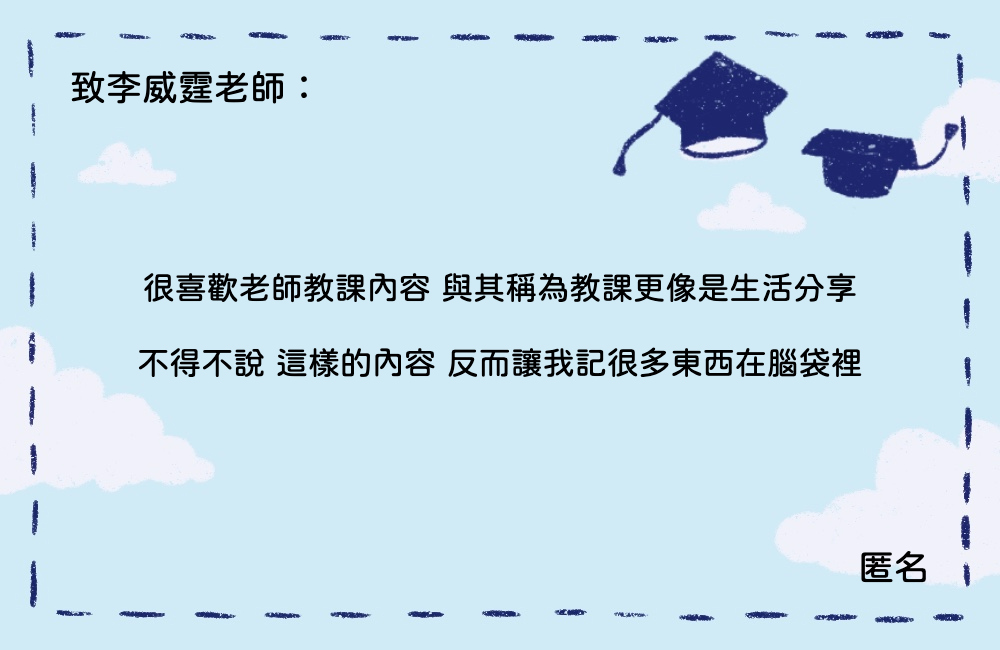 致李威霆老師：
很喜歡老師教課內容 與其稱為教課更像是生活分享
不得不說 這樣的內容 反而讓我記很多東西在腦袋裡
匿名